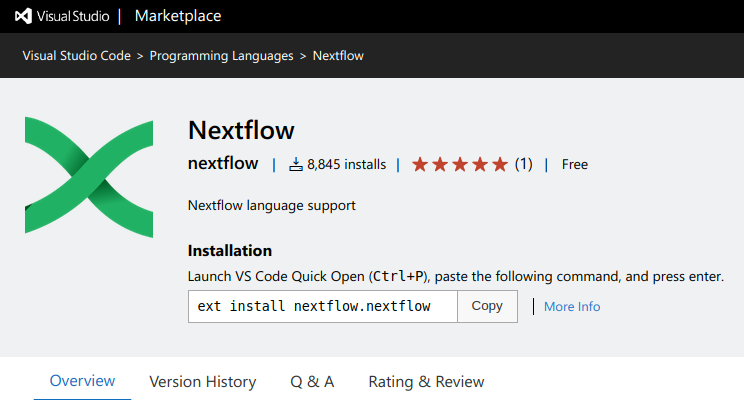 Visual Studio | Marketplace
Visual Studio Code > Programming Languages > Nextflow
Nextflow
nextflow | 8,845 installs | (1) | Free
Nextflow language support
Installation
Launch VS Code Quick Open (Ctrl+P), paste the following command, and press enter.
ext install nextflow.nextflow Copy | More Info
Overview Version History Q & A Rating & Review